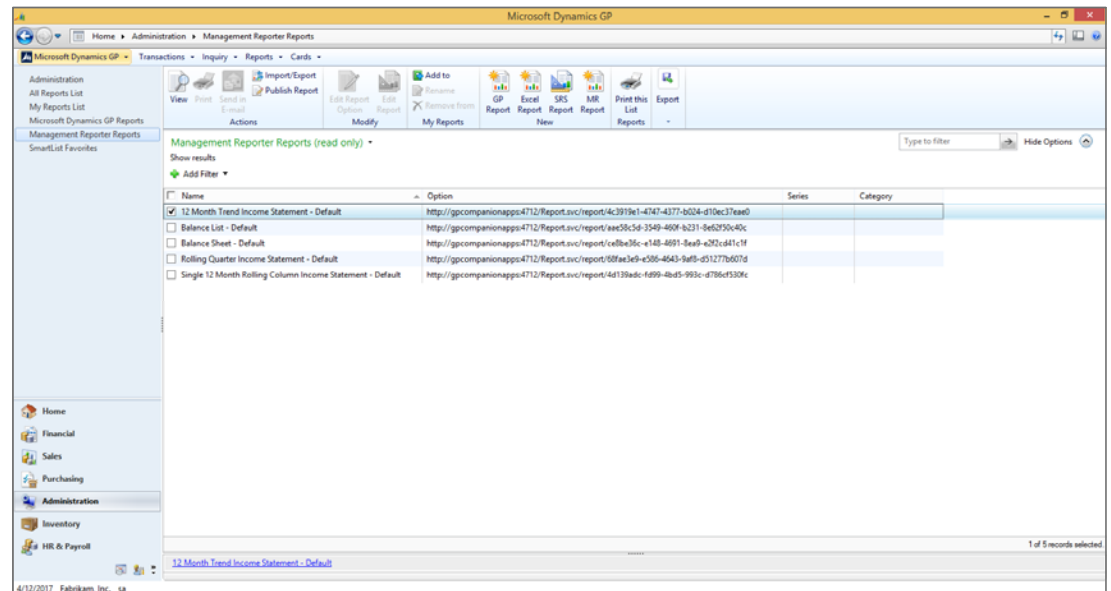 Microsoft Dynamics GP
Home Administration Management Reporter Reports
Microsoft Dynamics GP Transactions Inquiry Reports Cards
Administration
All Reports List
My Reports List
Microsoft Dynamics GP Reports
Management Reporter Reports
SmartList Favorites
View Print Send in E-mail Import/Export Publish Report
Actions
Edit Report Option Edit Report
Modify
Add to
Rename
Remove from
My Reports
GP Report Excel Report SRS Report MR Report
New
Print this List
Reports
Export
Management Reporter Reports (read only)
Type to filter Hide Options
Show results
Add Filter
Name Option Series Category
12 Month Trend Income Statement - Default http://gpcompanionapps:4712/Report.svc/report/4c3919e1-4747-4377-b024-d10ec37eae0
Balance List - Default http://gpcompanionapps:4712/Report.svc/report/aae58c5d-3549-460f-b231-8e62f50c40c
Balance Sheet - Default http://gpcompanionapps:4712/Report.svc/report/ce8be36c-e148-4691-8ea9-e2f2cd41c1f
Rolling Quarter Income Statement - Default http://gpcompanionapps:4712/Report.svc/report/68fae3e9-e586-4643-9af8-d51277b607d
Single 12 Month Rolling Column Income Statement - Default http://gpcompanionapps:4712/Report.svc/report/4d139adc-fd99-4bd5-993c-d786cf530fc
Home
Financial
Sales
Purchasing
Administration
Inventory
HR & Payroll
1 of 5 records selected.
12 Month Trend Income Statement - Default
4/12/2017 Fabrikam, Inc. sa